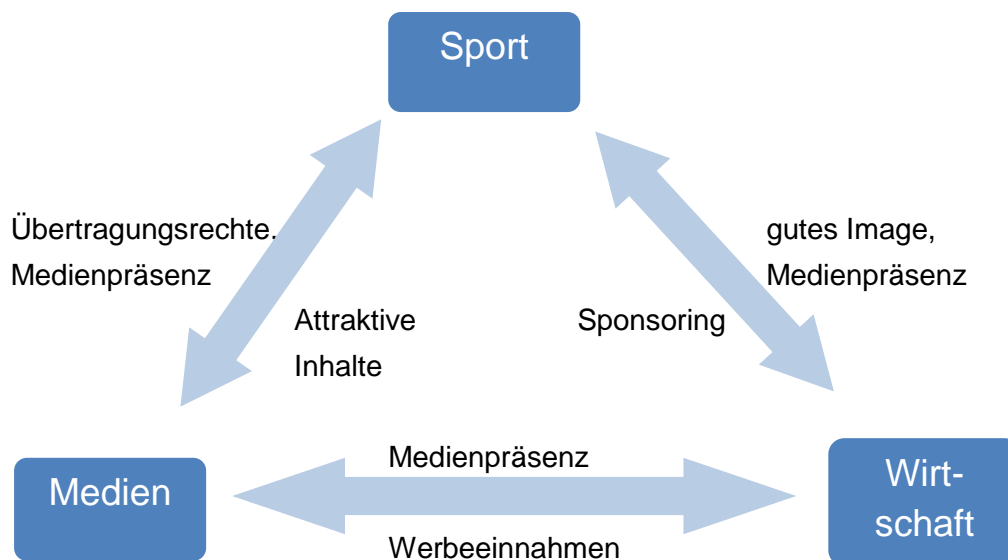 Sport
Übertragungsrechte.
Medienpräsenz
gutes Image,
Medienpräsenz
Attraktive
Inhalte
Sponsoring
Medien
Medienpräsenz
Werbeeinnahmen
Wirt-
schaft